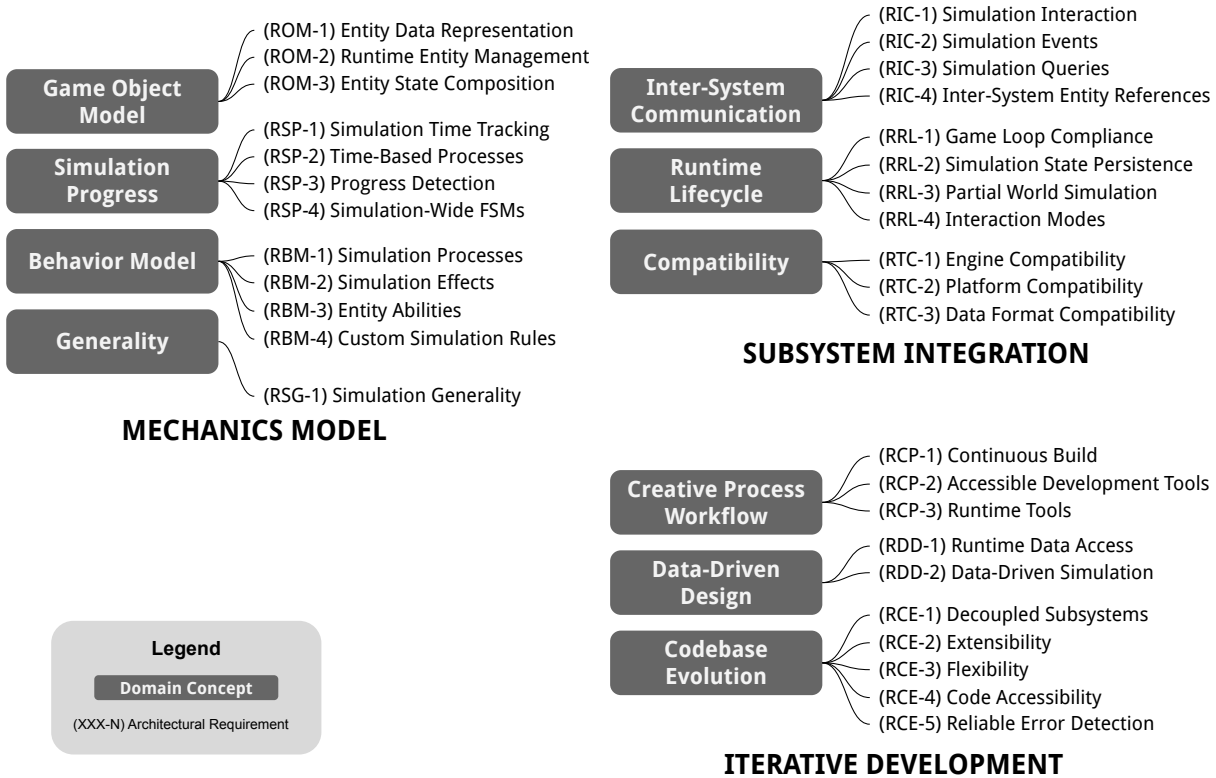 Game Object
Model
(ROM-1) Entity Data Representation
(ROM-2) Runtime Entity Management
(ROM-3) Entity State Composition
Simulation
Progress
(RSP-1) Simulation Time Tracking
(RSP-2) Time-Based Processes
(RSP-3) Progress Detection
(RSP-4) Simulation-Wide FSMs
Behavior Model
(RBM-1) Simulation Processes
(RBM-2) Simulation Effects
(RBM-3) Entity Abilities
(RBM-4) Custom Simulation Rules
Generality
(RSG-1) Simulation Generality
MECHANICS MODEL
Inter-System
Communication
(RIC-1) Simulation Interaction
(RIC-2) Simulation Events
(RIC-3) Simulation Queries
(RIC-4) Inter-System Entity References
Runtime
Lifecycle
(RRL-1) Game Loop Compliance
(RRL-2) Simulation State Persistence
(RRL-3) Partial World Simulation
(RRL-4) Interaction Modes
Compatibility
(RTC-1) Engine Compatibility
(RTC-2) Platform Compatibility
(RTC-3) Data Format Compatibility
SUBSYSTEM INTEGRATION
Creative Process
Workflow
(RCP-1) Continuous Build
(RCP-2) Accessible Development Tools
(RCP-3) Runtime Tools
Data-Driven
Design
(RDD-1) Runtime Data Access
(RDD-2) Data-Driven Simulation
Codebase
Evolution
(RCE-1) Decoupled Subsystems
(RCE-2) Extensibility
(RCE-3) Flexibility
(RCE-4) Code Accessibility
(RCE-5) Reliable Error Detection
ITERATIVE DEVELOPMENT
Legend
Domain Concept
(XXX-N) Architectural Requirement